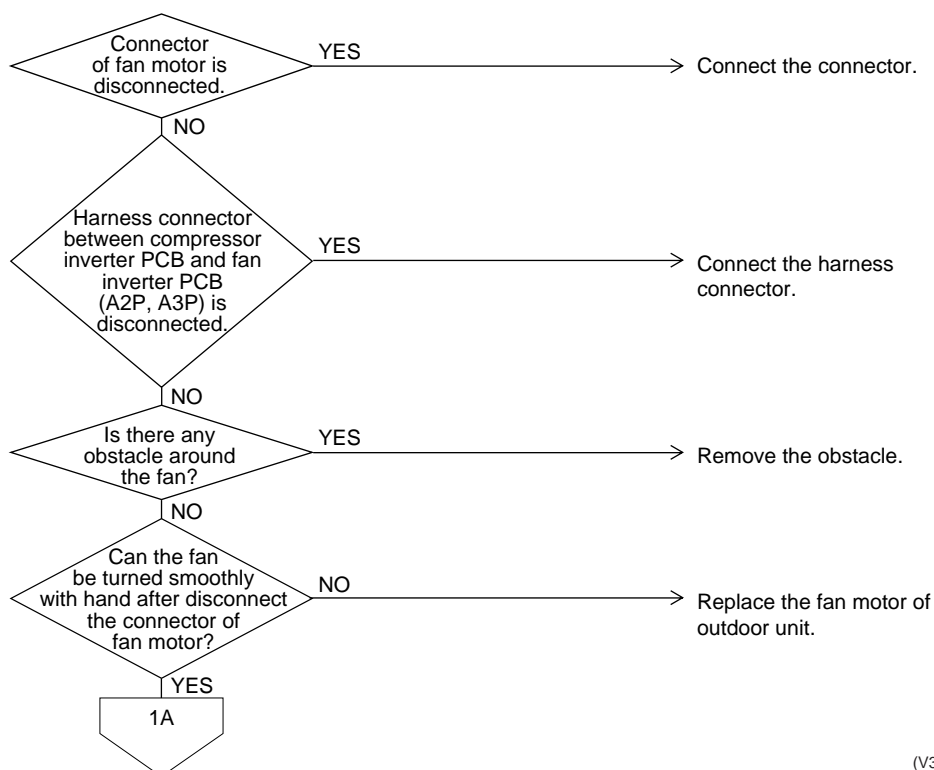 Connector
of fan motor is
disconnected.
YES
Connect the connector.
NO
Harness connector
between compressor
inverter PCB and fan
inverter PCB
(A2P, A3P) is
disconnected.
YES
Connect the harness
connector.
NO
Is there any
obstacle around
the fan?
YES
Remove the obstacle.
NO
Can the fan
be turned smoothly
with hand after disconnect
the connector of
fan motor?
NO
Replace the fan motor of
outdoor unit.
YES
1A
(V3